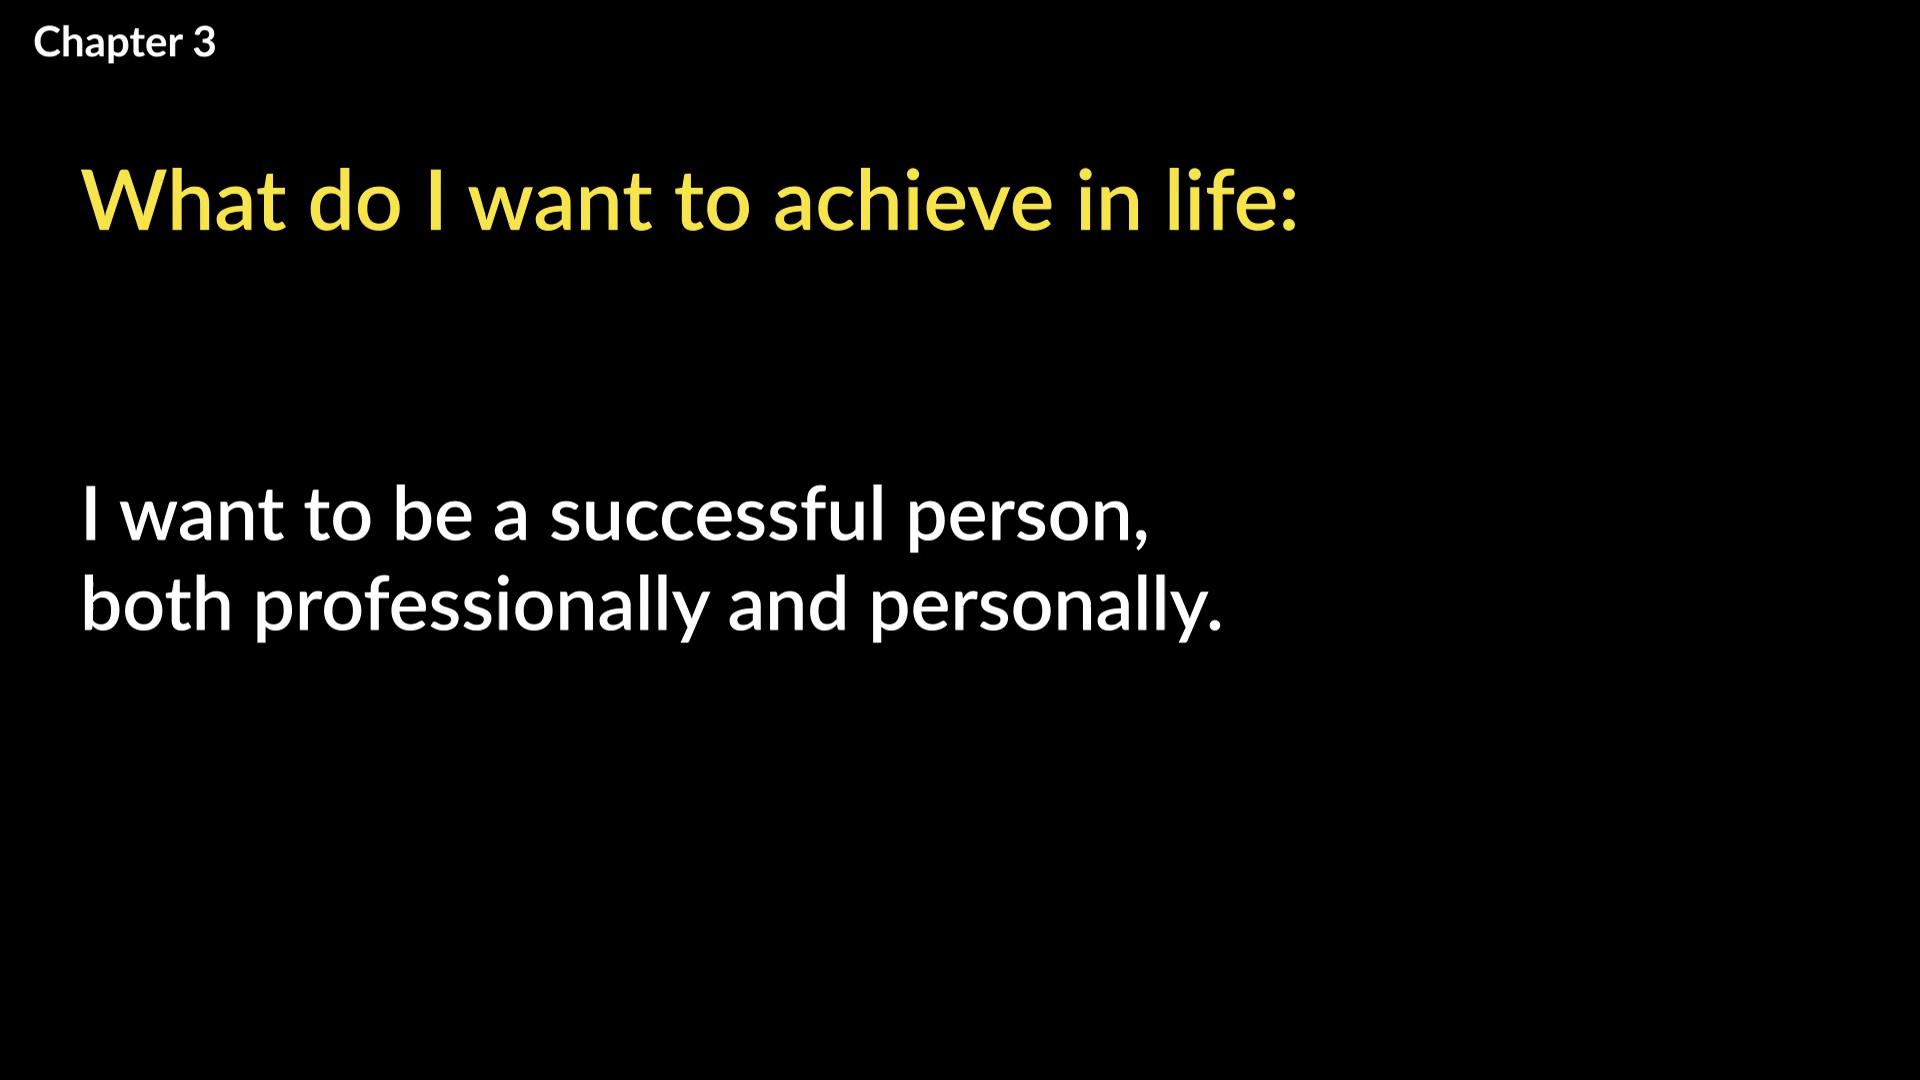 Chapter 3
What do I want to achieve in life:
I want to be a successful person,
both professionally and personally.